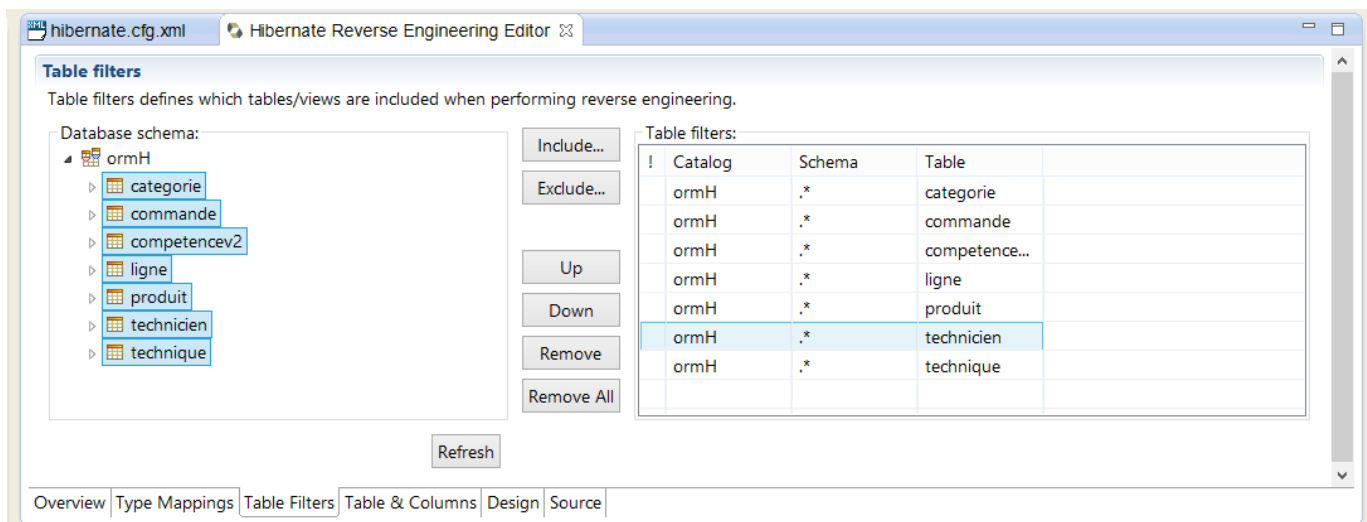 hibernate.cfg.xml Hibernate Reverse Engineering Editor
Table filters
Table filters defines which tables/views are included when performing reverse engineering.
Database schema:
ormH
categorie
commande
competencev2
ligne
produit
technicien
technique
Include...
Exclude...
Up
Down
Remove
Remove All
Refresh
Table filters:
! Catalog Schema Table
ormH .* categorie
ormH .* commande
ormH .* competence...
ormH .* ligne
ormH .* produit
ormH .* technicien
ormH .* technique
Overview Type Mappings Table Filters Table & Columns Design Source